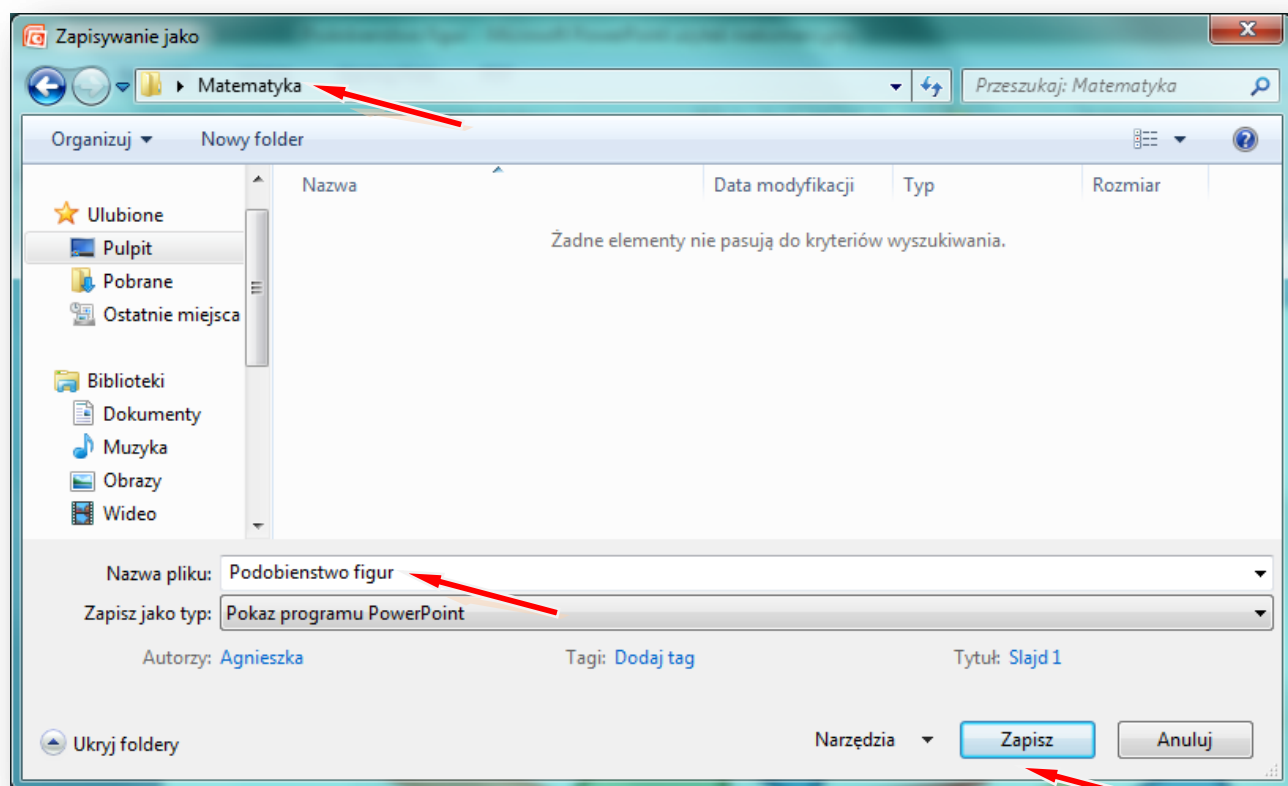 Zapisywanie jako
Matematyka
Przeszukaj: Matematyka
Organizuj
Nowy folder
Nazwa
Data modyfikacji
Typ
Rozmiar
Ulubione
Pulpit
Pobrane
Ostatnie miejsca
Biblioteki
Dokumenty
Muzyka
Obrazy
Wideo
Żadne elementy nie pasują do kryteriów wyszukiwania.
Nazwa pliku: Podobienstwo figur
Zapisz jako typ: Pokaz programu PowerPoint
Autorzy: Agnieszka
Tagi: Dodaj tag
Tytuł: Slajd 1
Ukryj foldery
Narzędzia
Zapisz
Anuluj